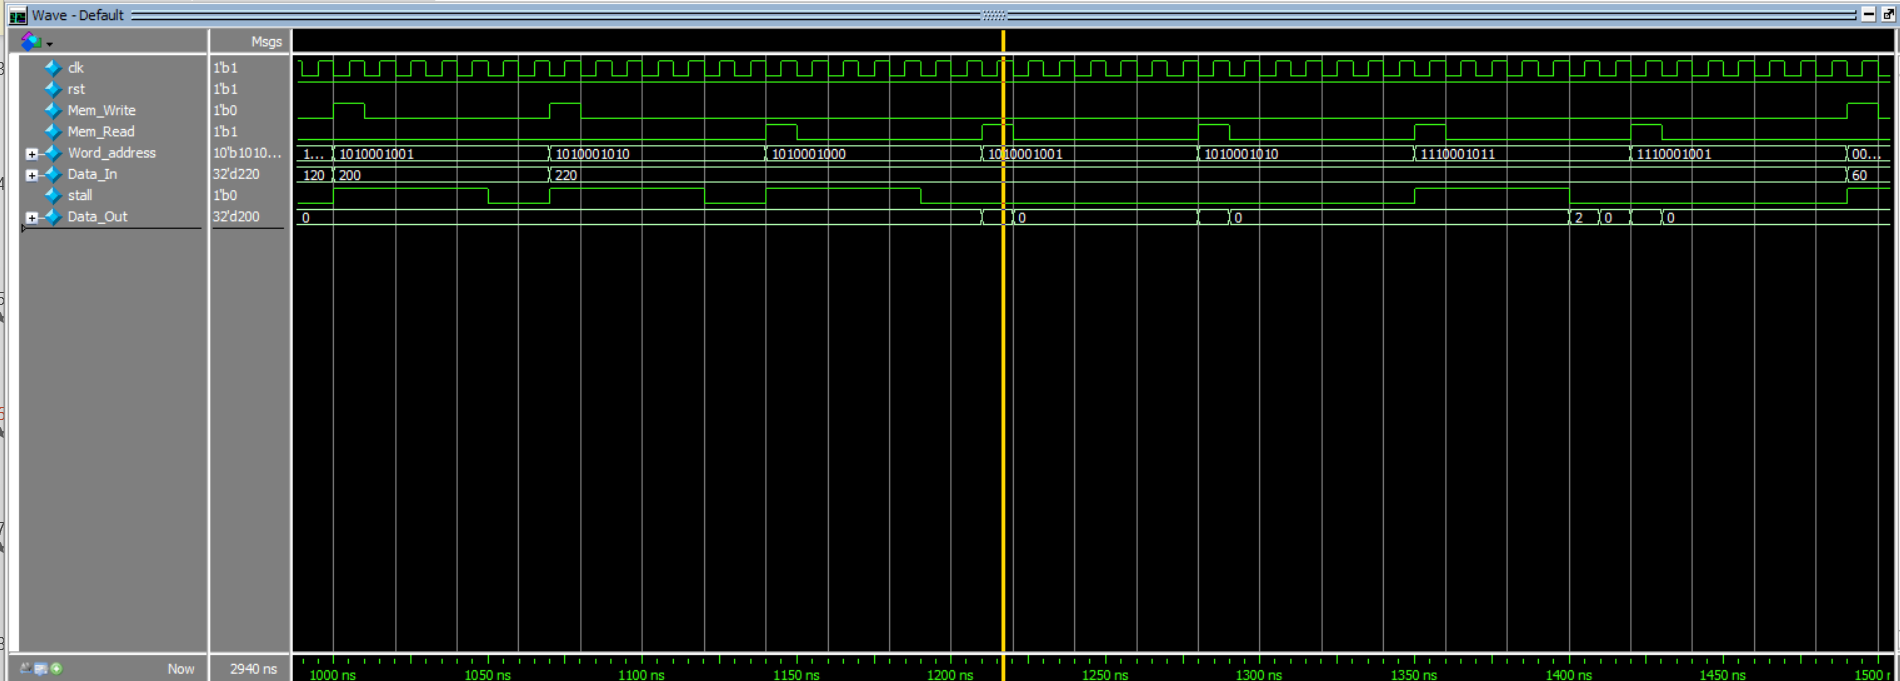 Wave - Default
Msgs
clk 1'b1
rst 1'b1
Mem_Write 1'b0
Mem_Read 1'b1
Word_address 10'b1010... 1... 1010001001 1010001010 1010001000 1010001001 1010001010 1110001011 1110001001 00...
Data_In 32'd220 120 200 220 60
stall 1'b0
Data_Out 32'd200 0 0 0 2 0 0
Now 2940 ns
1000 ns 1050 ns 1100 ns 1150 ns 1200 ns 1250 ns 1300 ns 1350 ns 1400 ns 1450 ns 1500 n